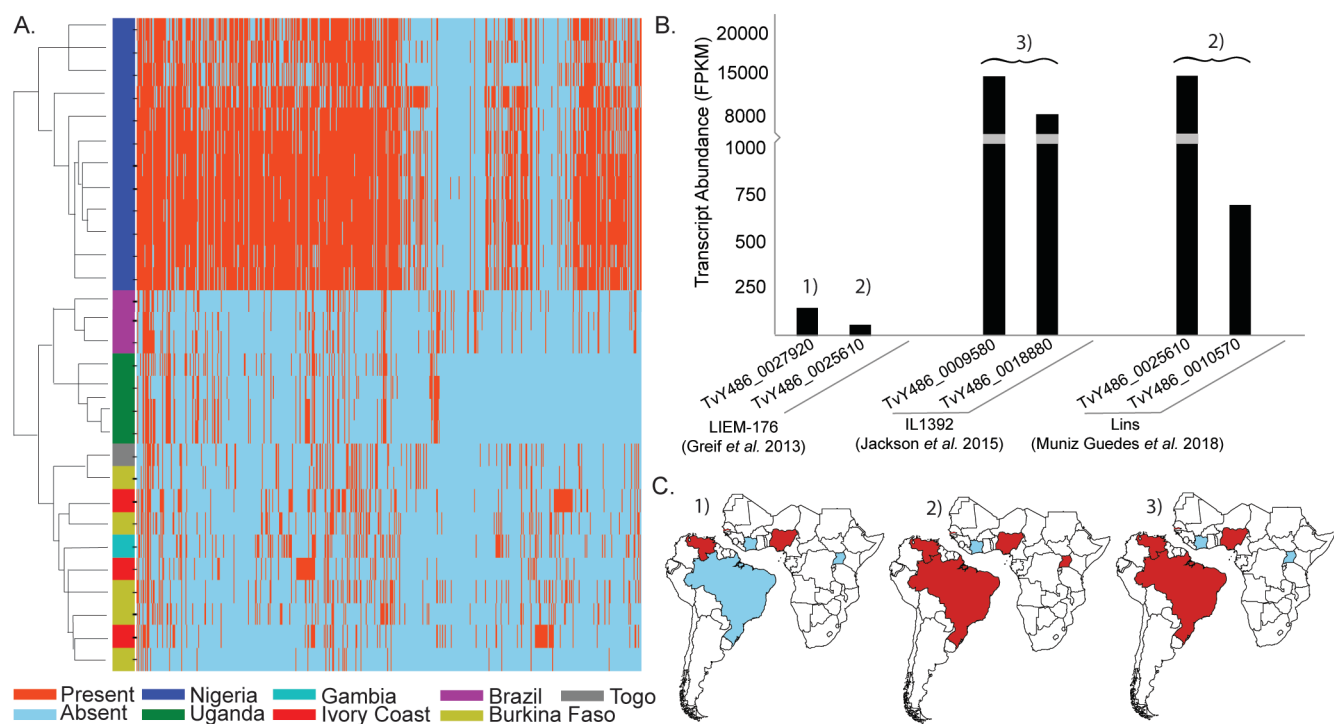 A.
Present
Absent
Nigeria
Uganda
Gambia
Ivory Coast
Brazil
Burkina Faso
Togo
B.
Transcript Abundance (FPKM)
20000
15000
8000
1000
750
500
250
1)
2)
3)
2)
TvY486_0027920
TvY486_0025610
TvY486_0009580
TvY486_0018880
TvY486_0025610
TvY486_0010570
LIEM-176
(Greif et al. 2013)
IL1392
(Jackson et al. 2015)
Lins
(Muniz Guedes et al. 2018)
C.
1)
2)
3)